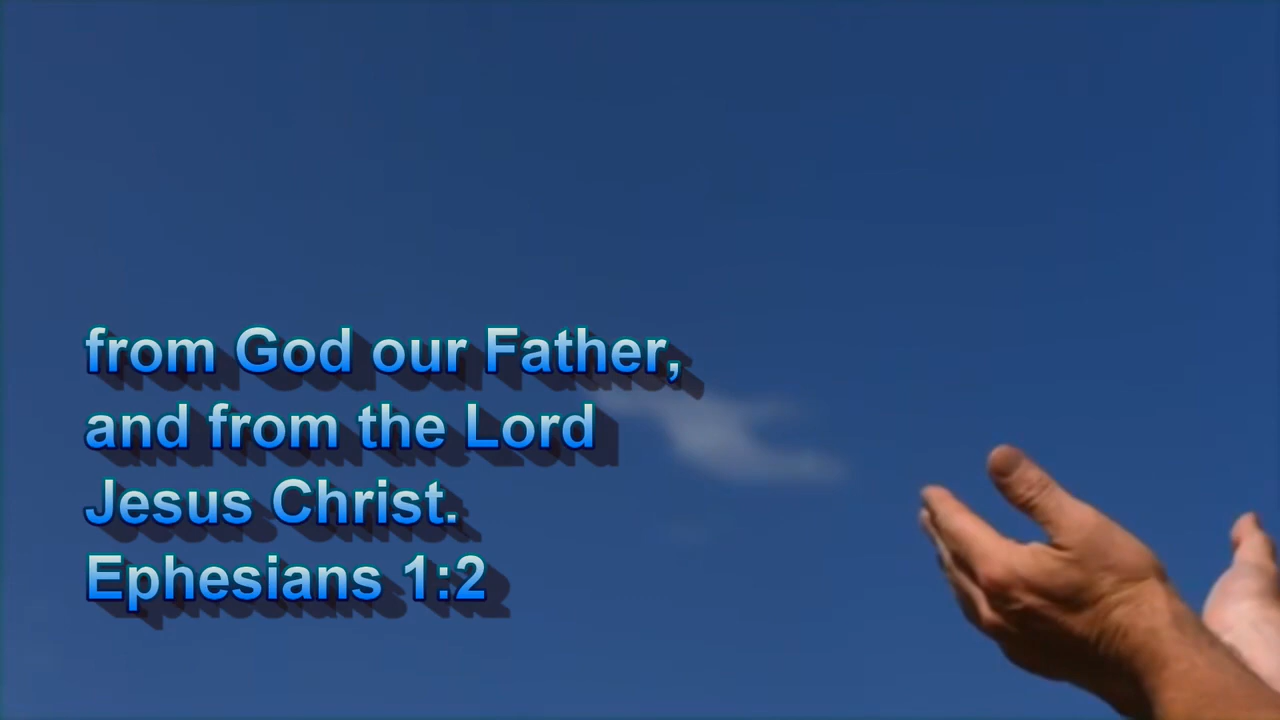 from God our Father,
and from the Lord
Jesus Christ.
Ephesians 1:2